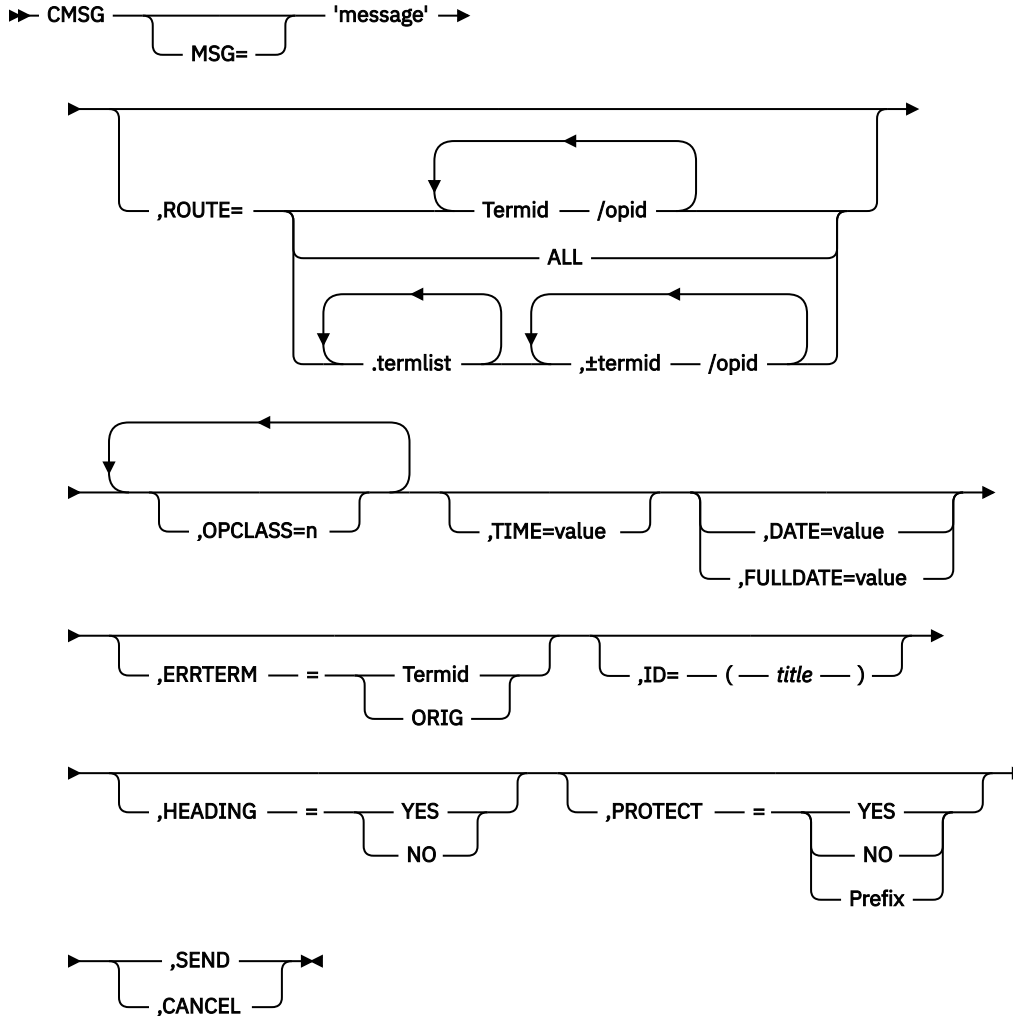 CMSG 'message'
MSG=
,ROUTE= Termid /opid
ALL
.termlist ,±termid /opid
,OPCLASS=n ,TIME=value ,DATE=value
,FULLDATE=value
,ERRTERM = Termid ,ID= ( title )
ORIG
,HEADING = YES ,PROTECT = YES
NO NO
Prefix
,SEND
,CANCEL